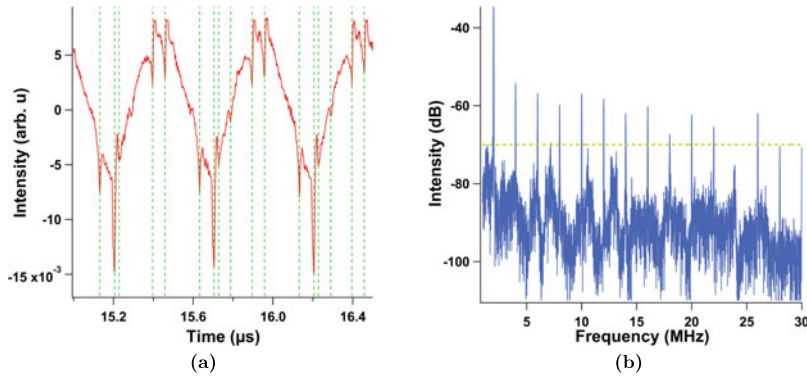 5
0
-5
-10
-15 x10⁻³
Intensity (arb. u)
15.2
15.6
16.0
16.4
Time (µs)
(a)
-40
-60
-80
-100
Intensity (dB)
5
10
15
20
25
30
Frequency (MHz)
(b)